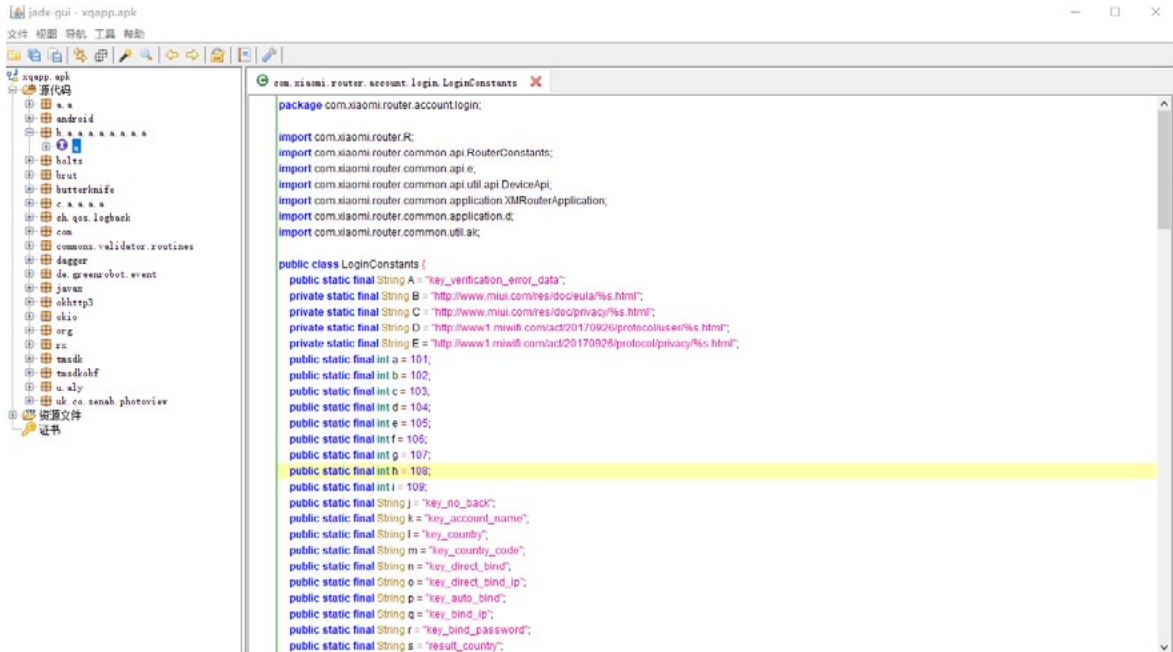 jadx-gui - xqapp.apk
文件 视图 导航 工具 帮助
xqapp.apk
源代码
a.a
android
b.a.a.a.a.a.a.a.a
a
bolts
brut
butterknife
c.a.a.a.a
ch.qos.logback
com
commons.validator.routines
dagger
de.greenrobot.event
javax
okhttp3
okio
org
rx
tmsdk
tmsdkobf
u.aly
uk.co.senab.photoview
资源文件
证书
com.xiaomi.router.account.login.LoginConstants
package com.xiaomi.router.account.login;
import com.xiaomi.router.R;
import com.xiaomi.router.common.api.RouterConstants;
import com.xiaomi.router.common.api.e;
import com.xiaomi.router.common.api.util.api.DeviceApi;
import com.xiaomi.router.common.application.XMRouterApplication;
import com.xiaomi.router.common.application.d;
import com.xiaomi.router.common.util.ak;
public class LoginConstants {
public static final String A = "key_verification_error_data";
private static final String B = "http://www.miui.com/res/doc/eula/%s.html";
private static final String C = "http://www.miui.com/res/doc/privacy/%s.html";
private static final String D = "http://www1.miwifi.com/act/20170926/protocol/user/%s.html";
private static final String E = "http://www1.miwifi.com/act/20170926/protocol/privacy/%s.html";
public static final int a = 101;
public static final int b = 102;
public static final int c = 103;
public static final int d = 104;
public static final int e = 105;
public static final int f = 106;
public static final int g = 107;
public static final int h = 108;
public static final int i = 109;
public static final String j = "key_no_back";
public static final String k = "key_account_name";
public static final String l = "key_country";
public static final String m = "key_country_code";
public static final String n = "key_direct_bind";
public static final String o = "key_direct_bind_ip";
public static final String p = "key_auto_bind";
public static final String q = "key_bind_ip";
public static final String r = "key_bind_password";
public static final String s = "result_country";